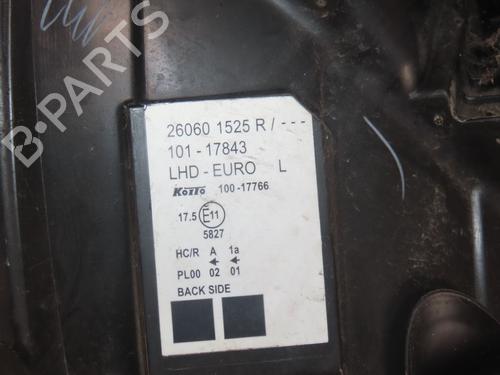 B-PARTS
26060 1525 R / - - -
101 - 17843
LHD - EURO L
KOITO 100-17766
17.5 E11
5827
HC/R A 1a
← ←
PL00 02 01
BACK SIDE